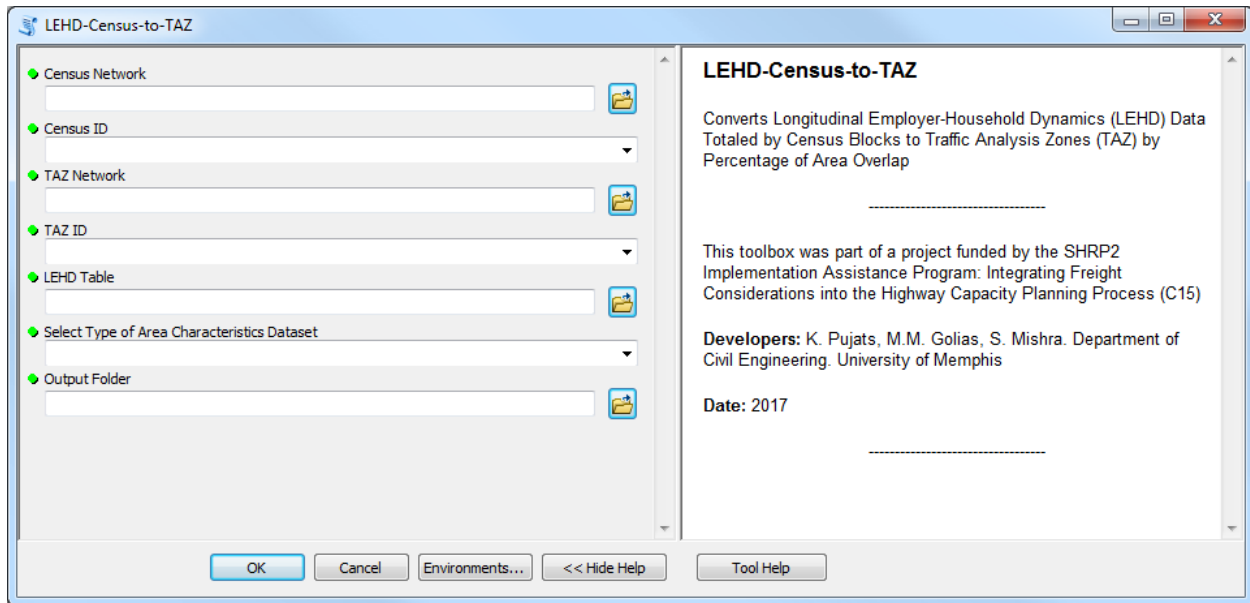 LEHD-Census-to-TAZ
Census Network
Census ID
TAZ Network
TAZ ID
LEHD Table
Select Type of Area Characteristics Dataset
Output Folder
LEHD-Census-to-TAZ
Converts Longitudinal Employer-Household Dynamics (LEHD) Data
Totaled by Census Blocks to Traffic Analysis Zones (TAZ) by
Percentage of Area Overlap
----------------------------------
This toolbox was part of a project funded by the SHRP2
Implementation Assistance Program: Integrating Freight
Considerations into the Highway Capacity Planning Process (C15)
Developers: K. Pujats, M.M. Golias, S. Mishra. Department of
Civil Engineering. University of Memphis
Date: 2017
----------------------------------
OK Cancel Environments... << Hide Help Tool Help